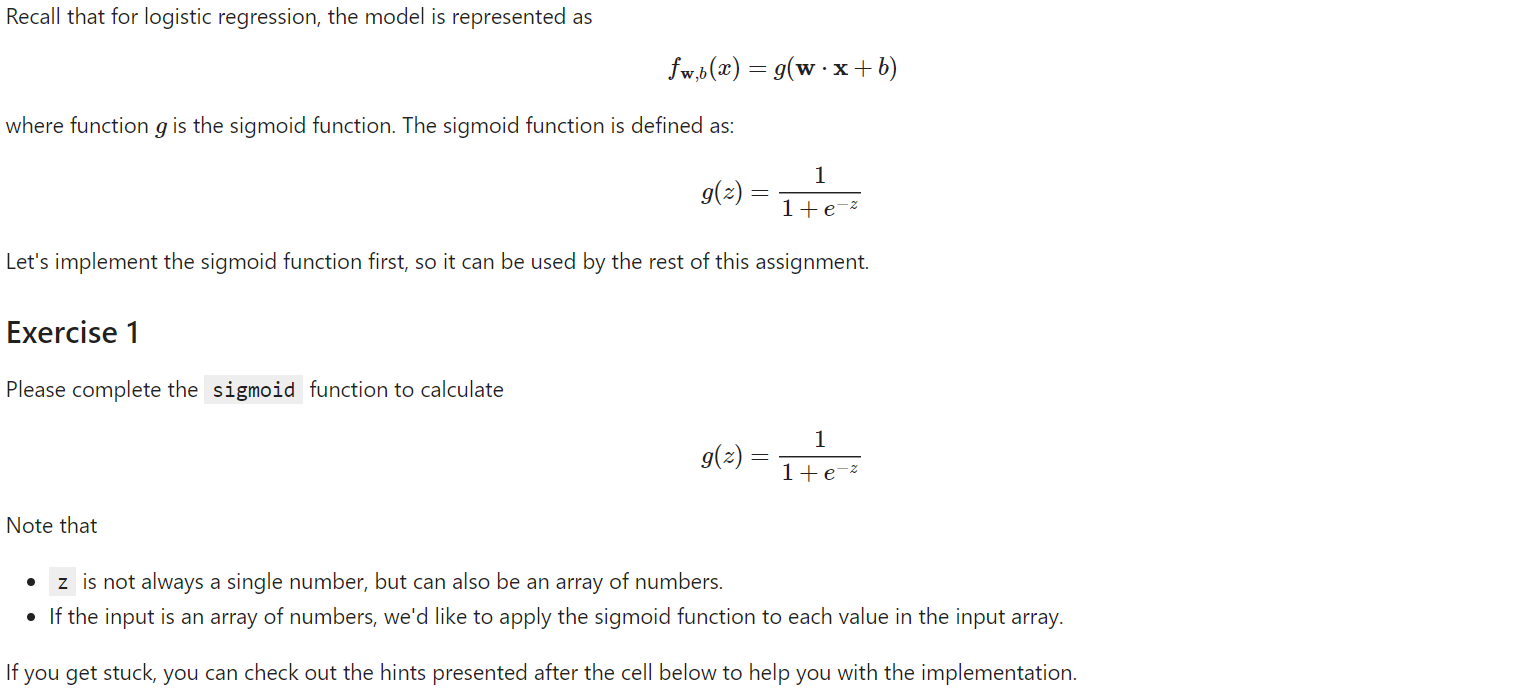 Recall that for logistic regression, the model is represented as
f_{w,b}(x) = g(w · x + b)
where function g is the sigmoid function. The sigmoid function is defined as:
g(z) = \frac{1}{1 + e^{-z}}
Let's implement the sigmoid function first, so it can be used by the rest of this assignment.
Exercise 1
Please complete the sigmoid function to calculate
g(z) = \frac{1}{1 + e^{-z}}
Note that
• z is not always a single number, but can also be an array of numbers.
• If the input is an array of numbers, we'd like to apply the sigmoid function to each value in the input array.
If you get stuck, you can check out the hints presented after the cell below to help you with the implementation.